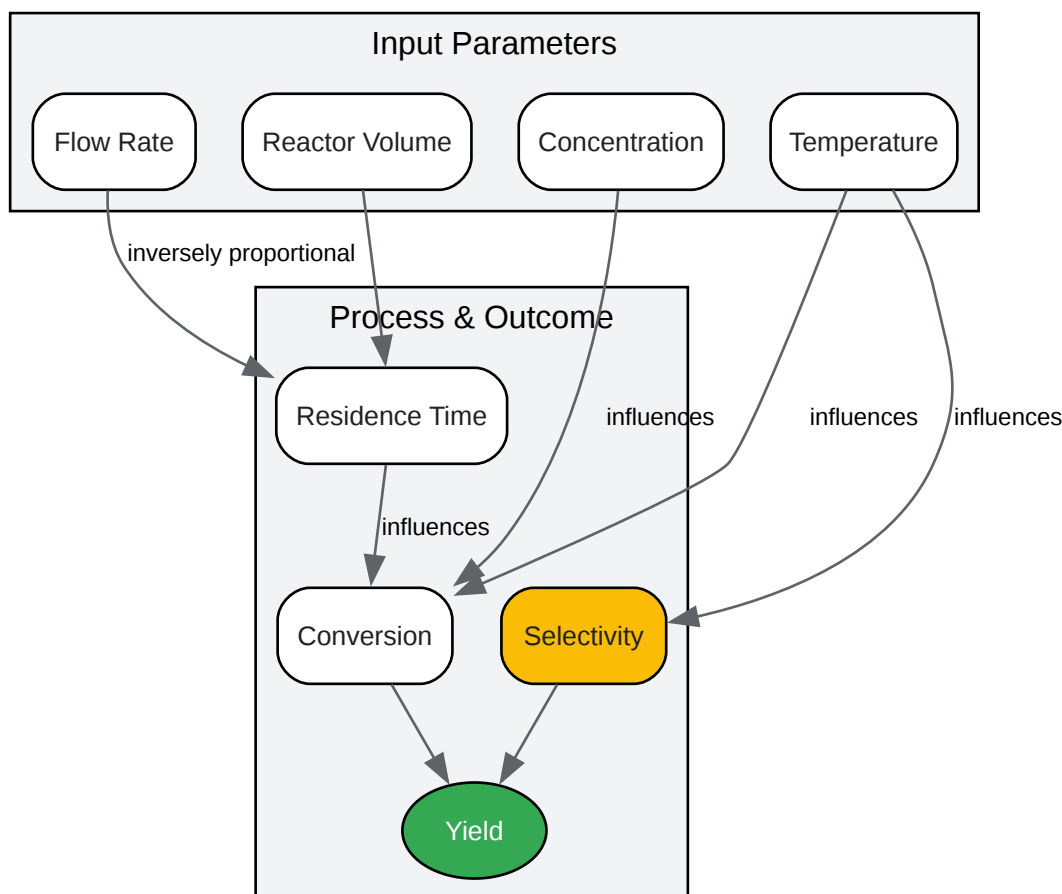 Input Parameters
Flow Rate
Reactor Volume
Concentration
Temperature
inversely proportional
Process & Outcome
Residence Time
influences
influences
influences
influences
Conversion
Selectivity
Yield